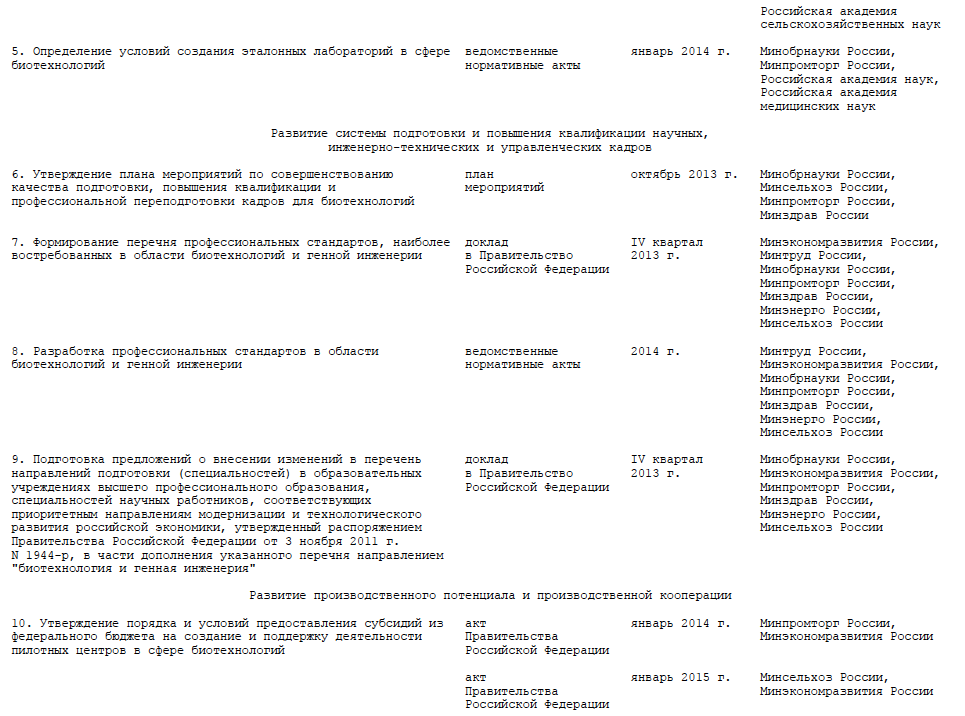 Российская академия
сельскохозяйственных наук
5. Определение условий создания эталонных лабораторий в сфере ведомственные январь 2014 г. Минобрнауки России,
биотехнологий нормативные акты Минпромторг России,
Российская академия наук,
Российская академия
медицинских наук
Развитие системы подготовки и повышения квалификации научных,
инженерно-технических и управленческих кадров
6. Утверждение плана мероприятий по совершенствованию план октябрь 2013 г. Минобрнауки России,
качества подготовки, повышения квалификации и мероприятий Минсельхоз России,
профессиональной переподготовки кадров для биотехнологий Минпромторг России,
Минздрав России
7. Формирование перечня профессиональных стандартов, наиболее доклад IV квартал Минэкономразвития России,
востребованных в области биотехнологий и генной инженерии в Правительство 2013 г. Минтруд России,
Российской Федерации Минобрнауки России,
Минпромторг России,
Минздрав России,
Минэнерго России,
Минсельхоз России
8. Разработка профессиональных стандартов в области ведомственные 2014 г. Минтруд России,
биотехнологий и генной инженерии нормативные акты Минэкономразвития России,
Минобрнауки России,
Минпромторг России,
Минздрав России,
Минэнерго России,
Минсельхоз России
9. Подготовка предложений о внесении изменений в перечень доклад IV квартал Минобрнауки России,
направлений подготовки (специальностей) в образовательных в Правительство 2013 г. Минэкономразвития России,
учреждениях высшего профессионального образования, Российской Федерации Минпромторг России,
специальностей научных работников, соответствующих Минздрав России,
приоритетным направлениям модернизации и технологического Минэнерго России,
развития российской экономики, утвержденный распоряжением Минсельхоз России
Правительства Российской Федерации от 3 ноября 2011 г.
N 1944-р, в части дополнения указанного перечня направлением
"биотехнология и генная инженерия"
Развитие производственного потенциала и производственной кооперации
10. Утверждение порядка и условий предоставления субсидий из акт январь 2014 г. Минпромторг России,
федерального бюджета на создание и поддержку деятельности Правительства Минэкономразвития России
пилотных центров в сфере биотехнологий Российской Федерации
акт январь 2015 г. Минсельхоз России,
Правительства Минэкономразвития России
Российской Федерации